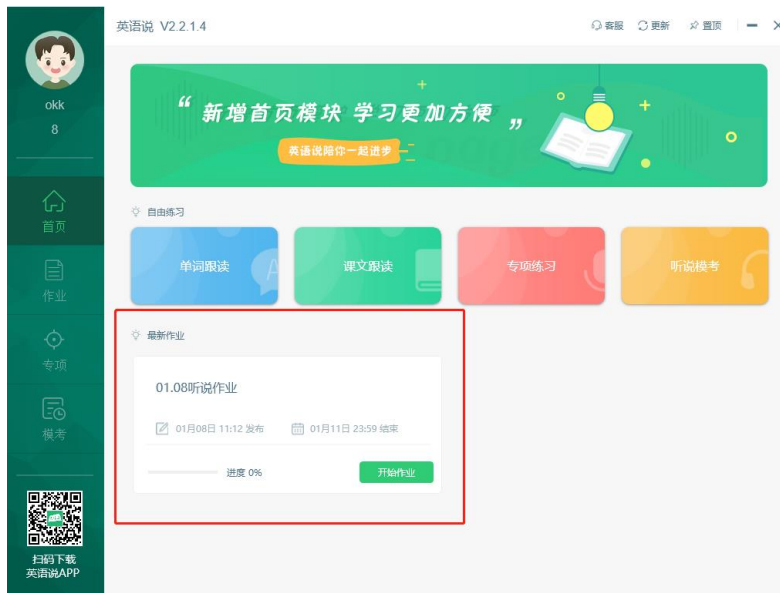 英语说 V2.2.1.4
客服 更新 置顶
okk
8
首页
作业
专项
模考
扫码下载
英语说APP
“ 新增首页模块 学习更加方便 ”
英语说陪你一起进步
自由练习
单词跟读 课文跟读 专项练习 听说模考
最新作业
01.08听说作业
01月08日 11:12 发布 01月11日 23:59 结束
进度 0% 开始作业